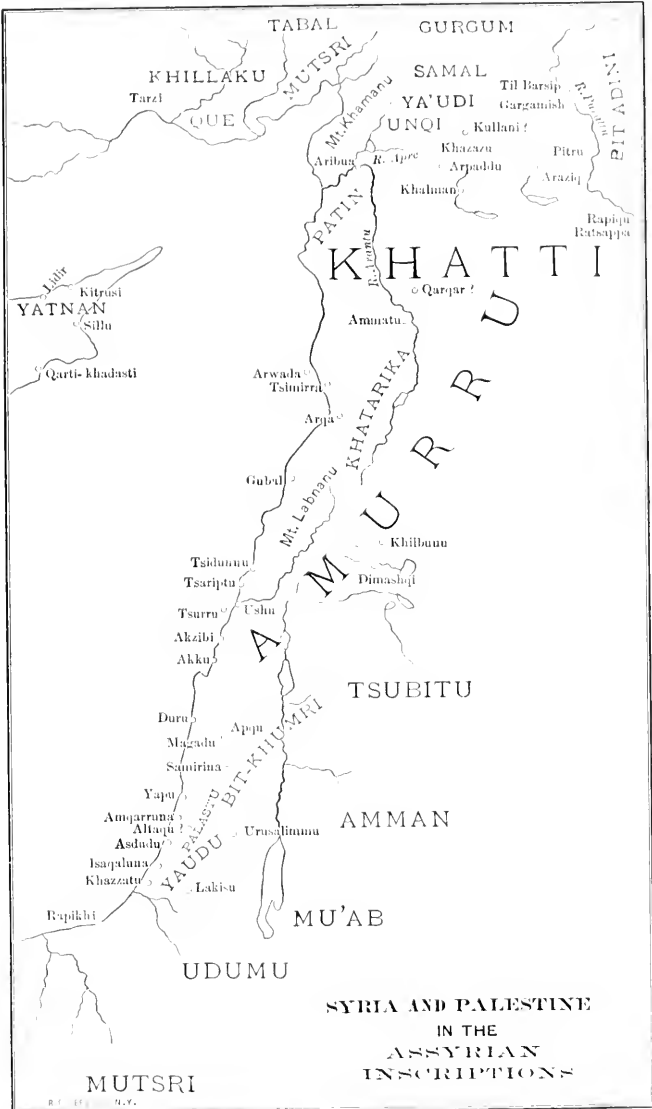 TABAL
GURGUM
KHILLAKU
MUTSRI
SAMAL
Tarzi
QUE
Mt. Khamanu
YA'UDI
Til Barsip
Gargamish
BIT ADINI
UNQI
Kullani?
Aribua
R. Apre
Khazazu
Pitru
Arpaddu
Araziq
Khalman
PATIN
Rapiqu
Ratsappa
R. Arantu
KHATTI
Lidir
Kitrusi
YATNAN
Sillu
Qarqar?
Ammatu
Qarti-khadasti
Arwada
Tsimirra
KHATARIKA
Arqa
AMURRU
Gubal
Mt. Labnanu
Khilbunu
Tsidunnu
Dimashqi
Tsariptu
Tsurru
Ushu
Akzibi
Akku
TSUBITU
Duru
Apqu
Magadu
BIT-KHUMRI
Samirina
Yapu
Amqarruna
AMMAN
Altaqu?
PALASTU
Urusalimmu
Asdudu
YAUDU
Isqaluna
Khazzatu
Lakisu
Rapikhi
MU'AB
UDUMU
SYRIA AND PALESTINE
IN THE
ASSYRIAN
INSCRIPTIONS
MUTSRI
N.Y.